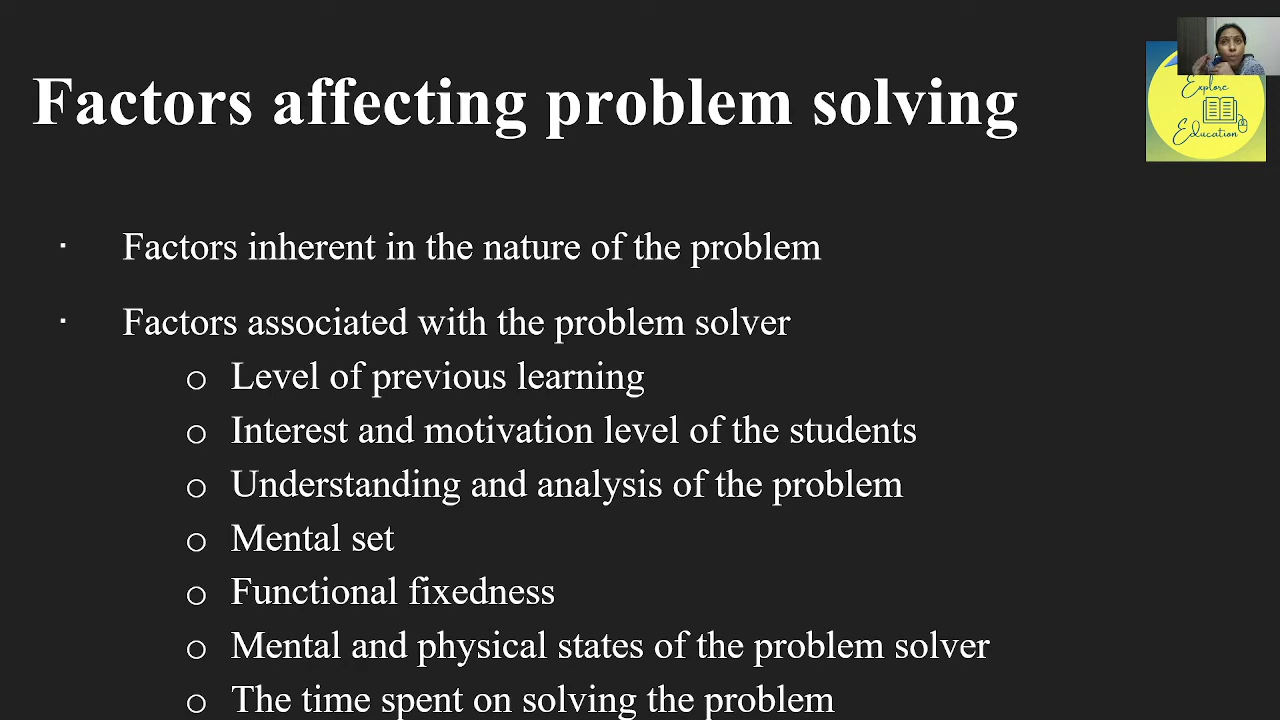 Factors affecting problem solving
Explore
Education
▪ Factors inherent in the nature of the problem
▪ Factors associated with the problem solver
o Level of previous learning
o Interest and motivation level of the students
o Understanding and analysis of the problem
o Mental set
o Functional fixedness
o Mental and physical states of the problem solver
o The time spent on solving the problem